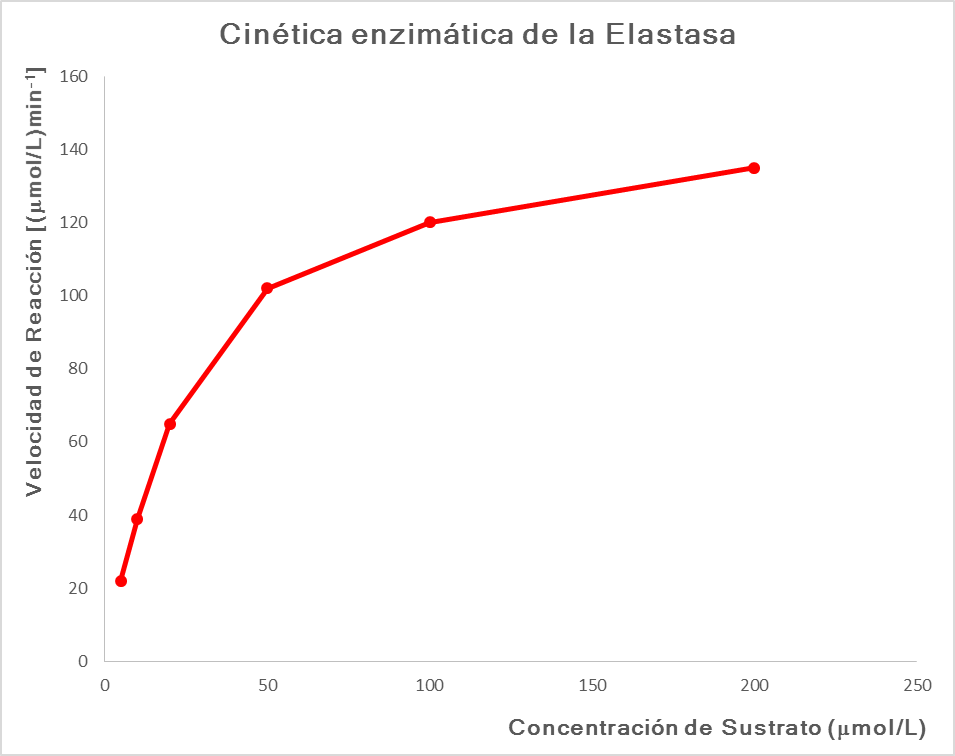 Cinética enzimática de la Elastasa
Velocidad de Reacción [(μmol/L)min⁻¹]
160
140
120
100
80
60
40
20
0
0 50 100 150 200 250
Concentración de Sustrato (μmol/L)